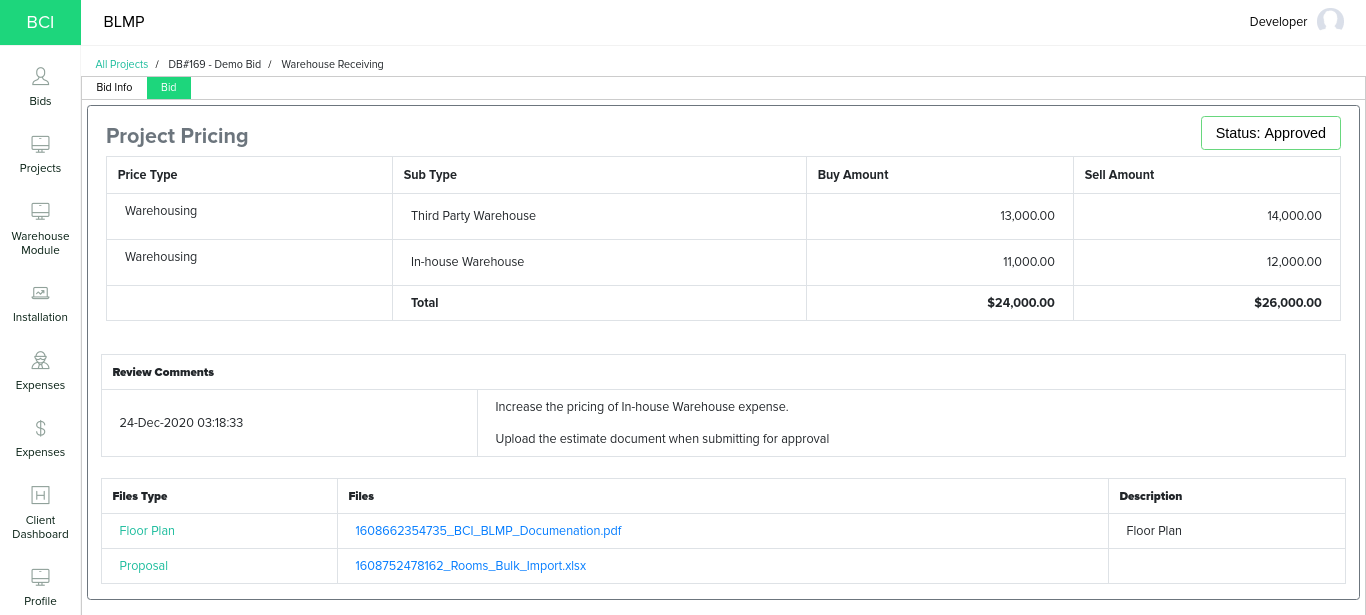 BCI
BLMP
Developer
Bids
Projects
Warehouse
Module
Installation
Expenses
Expenses
Client
Dashboard
Profile
All Projects / DB#169 - Demo Bid / Warehouse Receiving
Bid Info Bid
Project Pricing
Status: Approved
Price Type Sub Type Buy Amount Sell Amount
Warehousing Third Party Warehouse 13,000.00 14,000.00
Warehousing In-house Warehouse 11,000.00 12,000.00
Total $24,000.00 $26,000.00
Review Comments
24-Dec-2020 03:18:33
Increase the pricing of In-house Warehouse expense.
Upload the estimate document when submitting for approval
Files Type Files Description
Floor Plan 1608662354735_BCI_BLMP_Documenation.pdf Floor Plan
Proposal 1608752478162_Rooms_Bulk_Import.xlsx